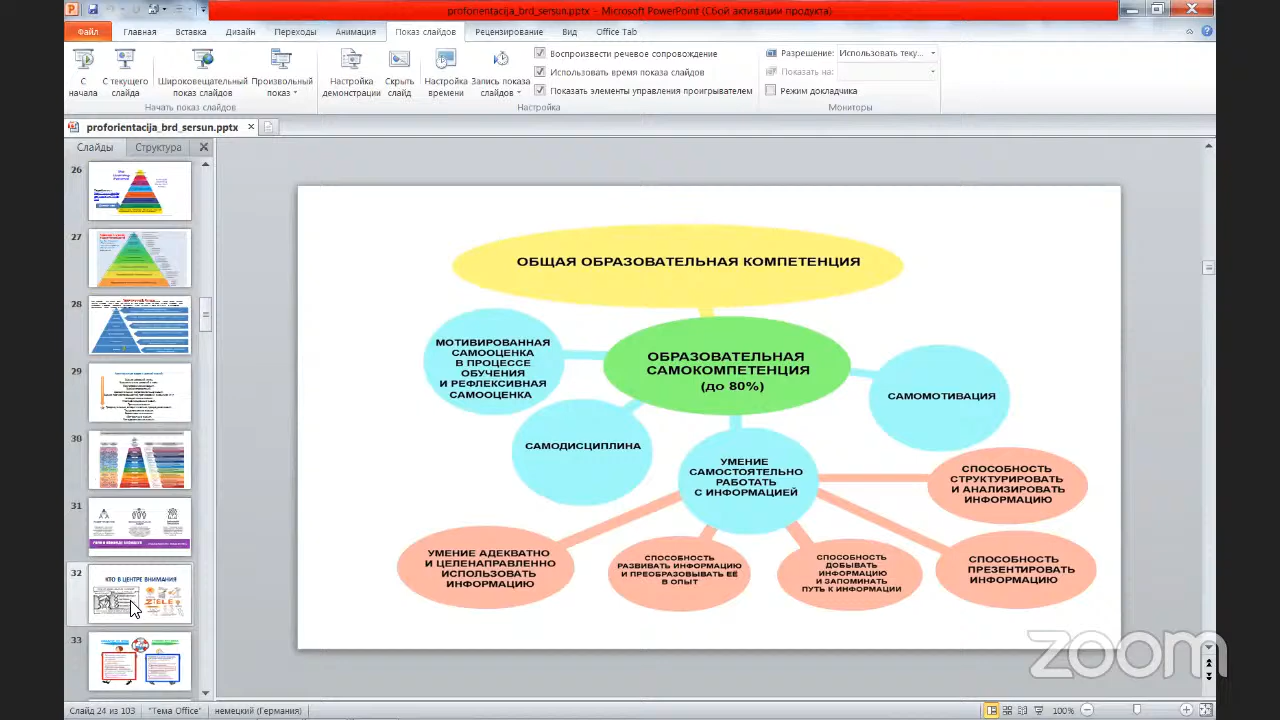 proforientacija_brd_sersun.pptx - Microsoft PowerPoint (Сбой активации продукта)
Файл Главная Вставка Дизайн Переходы Анимация Показ слайдов Рецензирование Вид Office Tab
С начала
С текущего слайда
Широковещательный показ слайдов
Произвольный показ
Начать показ слайдов
Настройка демонстрации
Скрыть слайд
Настройка времени
Запись показа слайдов
Воспроизвести речевое сопровождение
Использовать время показа слайдов
Показать элементы управления проигрывателем
Настройка
Разрешение: Использовать теку...
Показать на:
Режим докладчика
Мониторы
proforientacija_brd_sersun.pptx
Слайды Структура
26
27
28
29
30
31
32
КТО В ЦЕНТРЕ ВНИМАНИЯ
33
ОБЩАЯ ОБРАЗОВАТЕЛЬНАЯ КОМПЕТЕНЦИЯ
МОТИВИРОВАННАЯ
САМООЦЕНКА
В ПРОЦЕССЕ
ОБУЧЕНИЯ
И РЕФЛЕКСИВНАЯ
САМООЦЕНКА
ОБРАЗОВАТЕЛЬНАЯ
САМОКОМПЕТЕНЦИЯ
(до 80%)
САМОМОТИВАЦИЯ
САМОДИСЦИПЛИНА
УМЕНИЕ
САМОСТОЯТЕЛЬНО
РАБОТАТЬ
С ИНФОРМАЦИЕЙ
СПОСОБНОСТЬ
СТРУКТУРИРОВАТЬ
И АНАЛИЗИРОВАТЬ
ИНФОРМАЦИЮ
УМЕНИЕ АДЕКВАТНО
И ЦЕЛЕНАПРАВЛЕННО
ИСПОЛЬЗОВАТЬ
ИНФОРМАЦИЮ
СПОСОБНОСТЬ
РАЗВИВАТЬ ИНФОРМАЦИЮ
И ПРЕОБРАЗОВЫВАТЬ ЕЁ
В ОПЫТ
СПОСОБНОСТЬ
ДОБЫВАТЬ
ИНФОРМАЦИЮ
И ЗАПОМИНАТЬ
ПУТЬ К ИНФОРМАЦИИ
СПОСОБНОСТЬ
ПРЕЗЕНТИРОВАТЬ
ИНФОРМАЦИЮ
zoom
Слайд 24 из 103 "Тема Office" немецкий (Германия) 100%